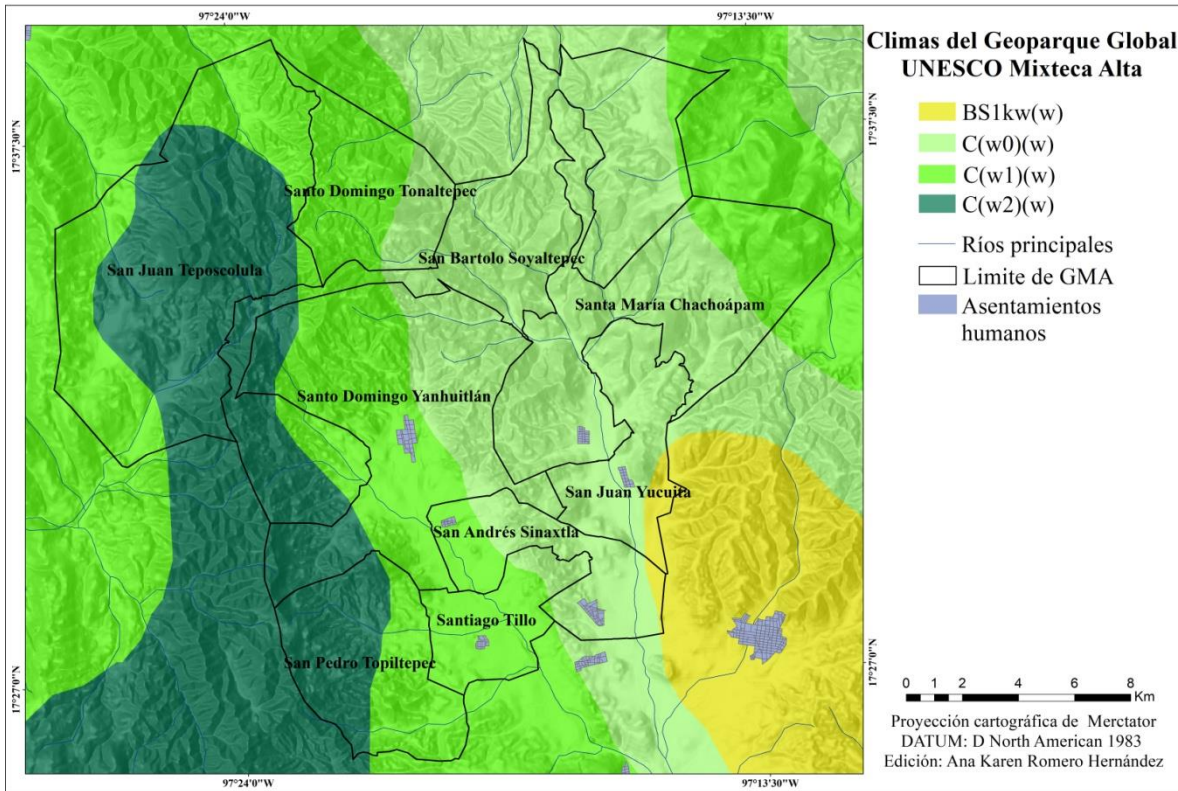 97°24'0"W
97°13'30"W
17°37'30"N
17°37'30"N
Santo Domingo Tonaltepec
San Juan Teposcolula
San Bartolo Soyaltepec
Santa María Chachoápam
Santo Domingo Yanhuitlán
San Juan Yucuita
San Andrés Sinaxtla
Santiago Tillo
San Pedro Topiltepec
17°27'0"N
17°27'0"N
97°24'0"W
97°13'30"W
Climas del Geoparque Global
UNESCO Mixteca Alta
BS1kw(w)
C(w0)(w)
C(w1)(w)
C(w2)(w)
Ríos principales
Limite de GMA
Asentamientos
humanos
0 1 2 4 6 8
Km
Proyección cartográfica de Merctator
DATUM: D North American 1983
Edición: Ana Karen Romero Hernández